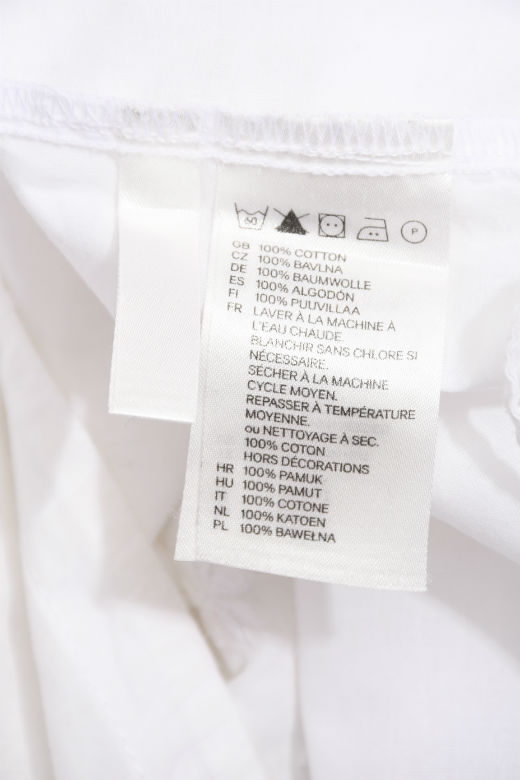 60 P
GB 100% COTTON
CZ 100% BAVLNA
DE 100% BAUMWOLLE
ES 100% ALGODÓN
FI 100% PUUVILLAA
FR LAVER À LA MACHINE À
L'EAU CHAUDE.
BLANCHIR SANS CHLORE SI
NÉCESSAIRE.
SÉCHER À LA MACHINE
CYCLE MOYEN.
REPASSER À TEMPÉRATURE
MOYENNE.
ou NETTOYAGE À SEC.
100% COTON
HORS DÉCORATIONS
HR 100% PAMUK
HU 100% PAMUT
IT 100% COTONE
NL 100% KATOEN
PL 100% BAWEŁNA